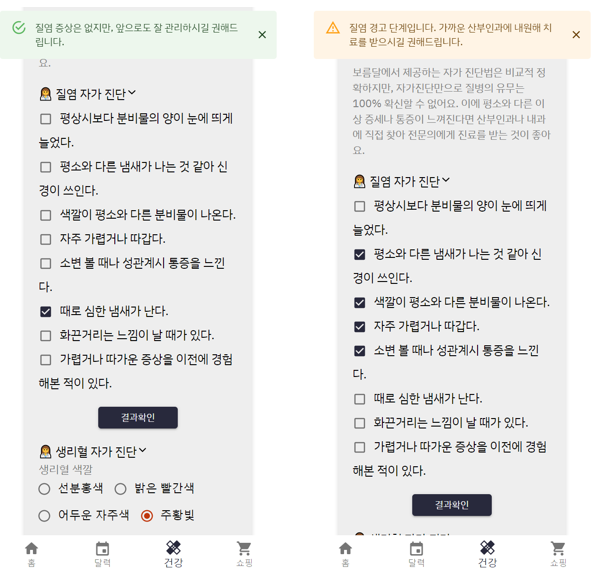 질염 증상은 없지만, 앞으로도 잘 관리하시길 권해드
립니다.
요.
질염 자가 진단
평상시보다 분비물의 양이 눈에 띄게
늘었다.
평소와 다른 냄새가 나는 것 같아 신
경이 쓰인다.
색깔이 평소와 다른 분비물이 나온다.
자주 가렵거나 따갑다.
소변 볼 때나 성관계시 통증을 느낀
다.
때로 심한 냄새가 난다.
화끈거리는 느낌이 날 때가 있다.
가렵거나 따가운 증상을 이전에 경험
해본 적이 있다.
결과확인
생리혈 자가 진단
생리혈 색깔
선분홍색 밝은 빨간색
어두운 자주색 주황빛
홈 달력 건강 쇼핑
질염 경고 단계입니다. 가까운 산부인과에 내원해 치
료를 받으시길 권해드립니다.
보름달에서 제공하는 자가 진단법은 비교적 정
확하지만, 자가진단만으로 질병의 유무는
100% 확신할 수 없어요. 이에 평소와 다른 이
상 증세나 통증이 느껴진다면 산부인과나 내과
에 직접 찾아 전문의에게 진료를 받는 것이 좋아
요.
질염 자가 진단
평상시보다 분비물의 양이 눈에 띄게
늘었다.
평소와 다른 냄새가 나는 것 같아 신
경이 쓰인다.
색깔이 평소와 다른 분비물이 나온다.
자주 가렵거나 따갑다.
소변 볼 때나 성관계시 통증을 느낀
다.
때로 심한 냄새가 난다.
화끈거리는 느낌이 날 때가 있다.
가렵거나 따가운 증상을 이전에 경험
해본 적이 있다.
결과확인
홈 달력 건강 쇼핑